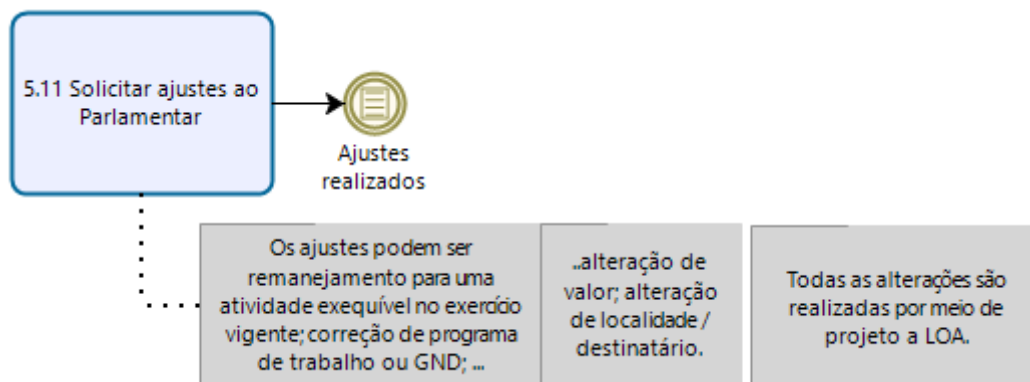 5.11 Solicitar ajustes ao
Parlamentar
Ajustes
realizados
Os ajustes podem ser
remanejamento para uma
atividade exequível no exercício
vigente; correção de programa
de trabalho ou GND; ...
..alteração de
valor; alteração
de localidade /
destinatário.
Todas as alterações são
realizadas por meio de
projeto a LOA.